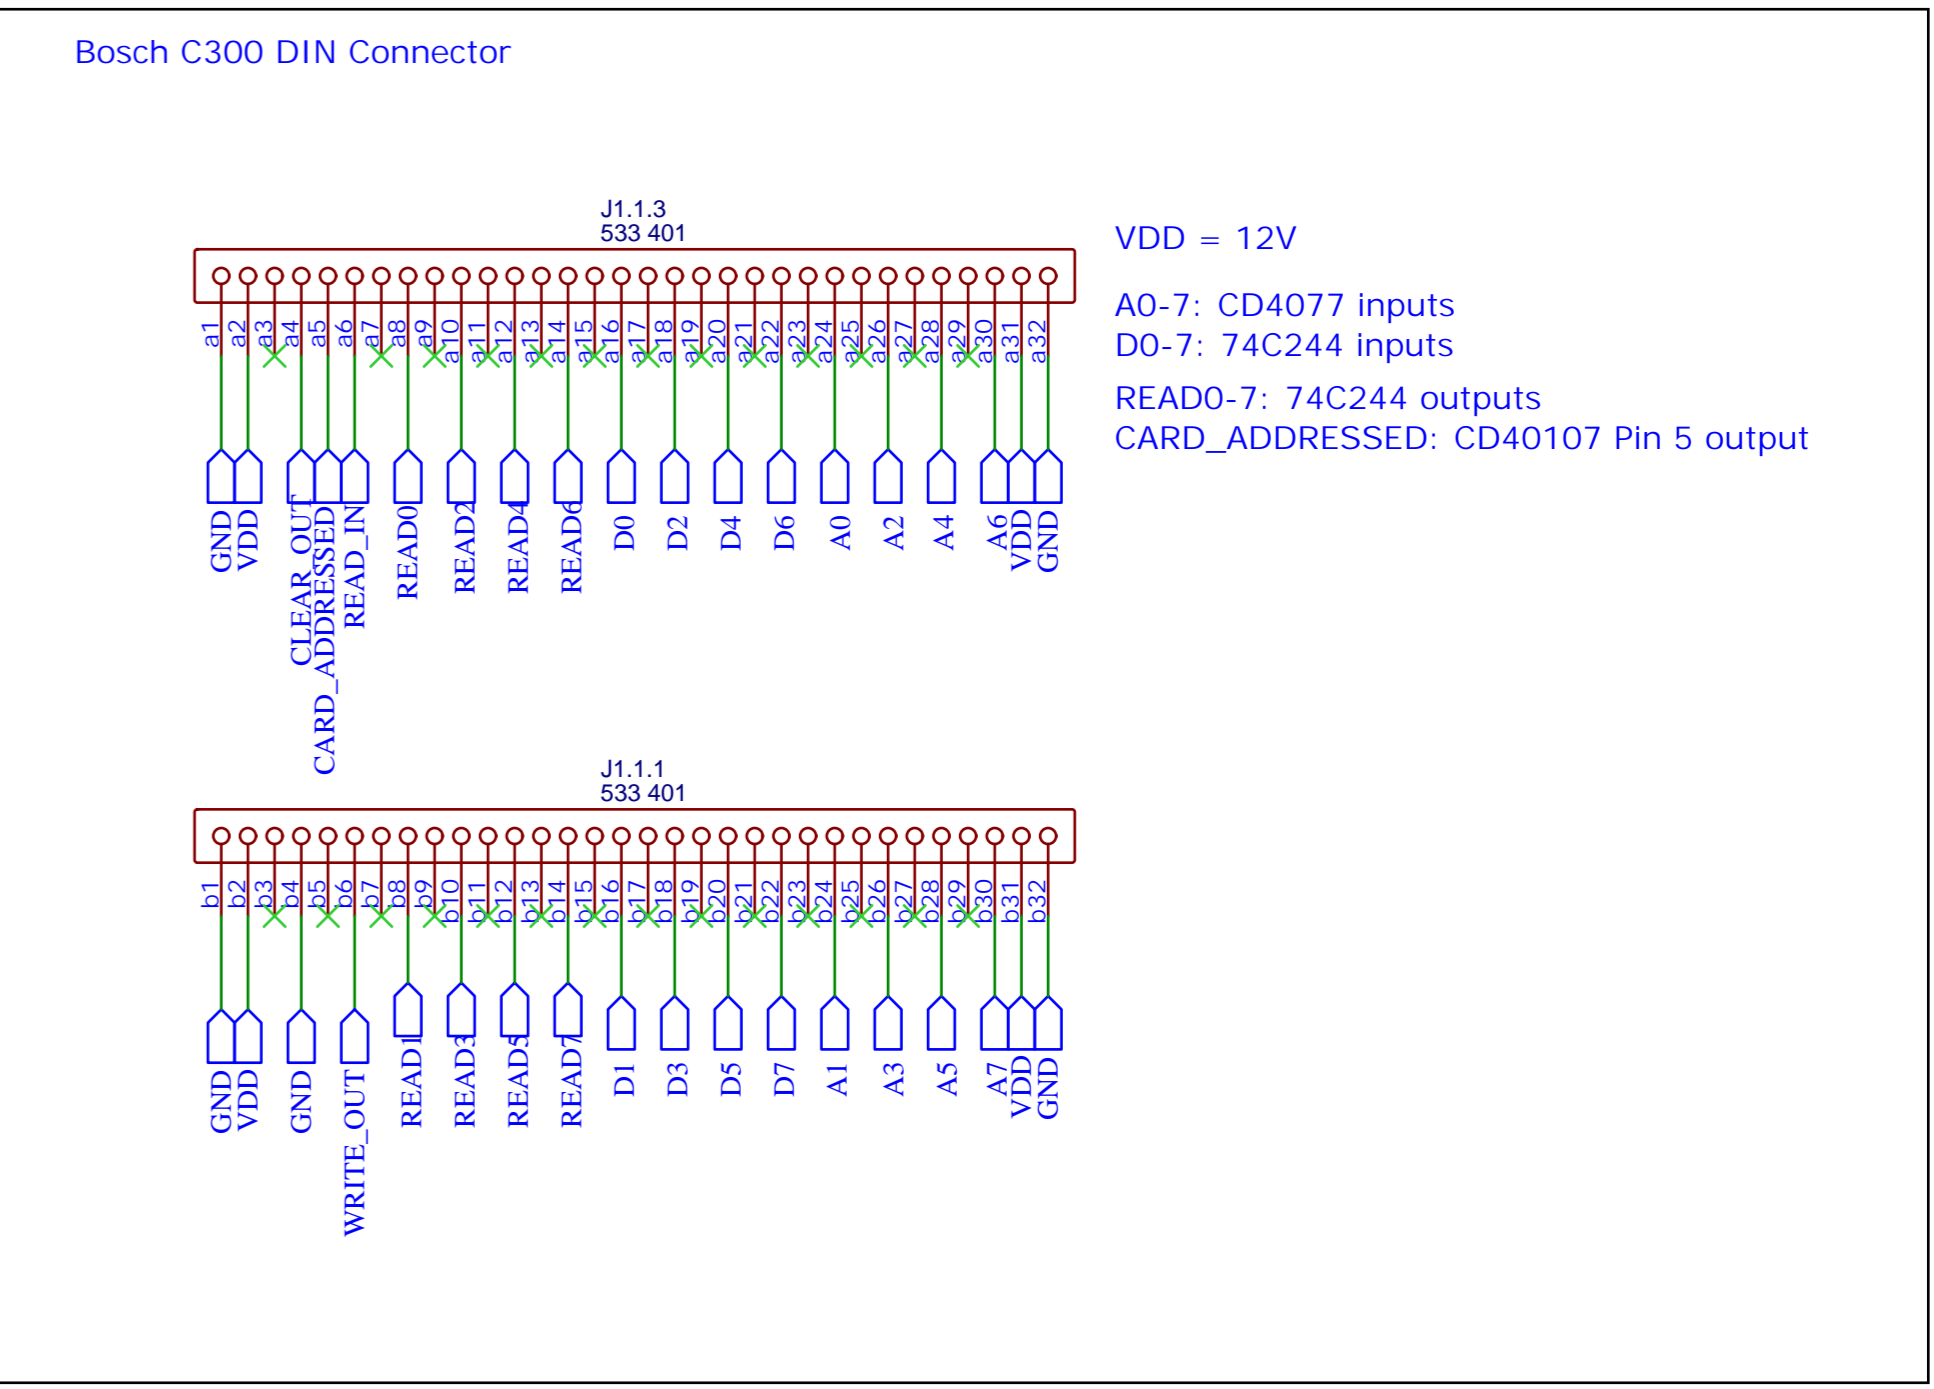 Bosch C300 DIN Connector
J1.1.3
533 401
VDD = 12V
A0-7: CD4077 inputs
D0-7: 74C244 inputs
READ0-7: 74C244 outputs
CARD_ADDRESSED: CD40107 Pin 5 output
a1 a2 a3 a4 a5 a6 a7 a8 a9 a10 a11 a12 a13 a14 a15 a16 a17 a18 a19 a20 a21 a22 a23 a24 a25 a26 a27 a28 a29 a30 a31 a32
GND
VDD
CLEAR_OUT
CARD_ADDRESSED
READ_IN
READ0
READ2
READ4
READ6
D0
D2
D4
D6
A0
A2
A4
A6
VDD
GND
J1.1.1
533 401
b1 b2 b3 b4 b5 b6 b7 b8 b9 b10 b11 b12 b13 b14 b15 b16 b17 b18 b19 b20 b21 b22 b23 b24 b25 b26 b27 b28 b29 b30 b31 b32
GND
VDD
GND
WRITE_OUT
READ1
READ3
READ5
READ7
D1
D3
D5
D7
A1
A3
A5
A7
VDD
GND